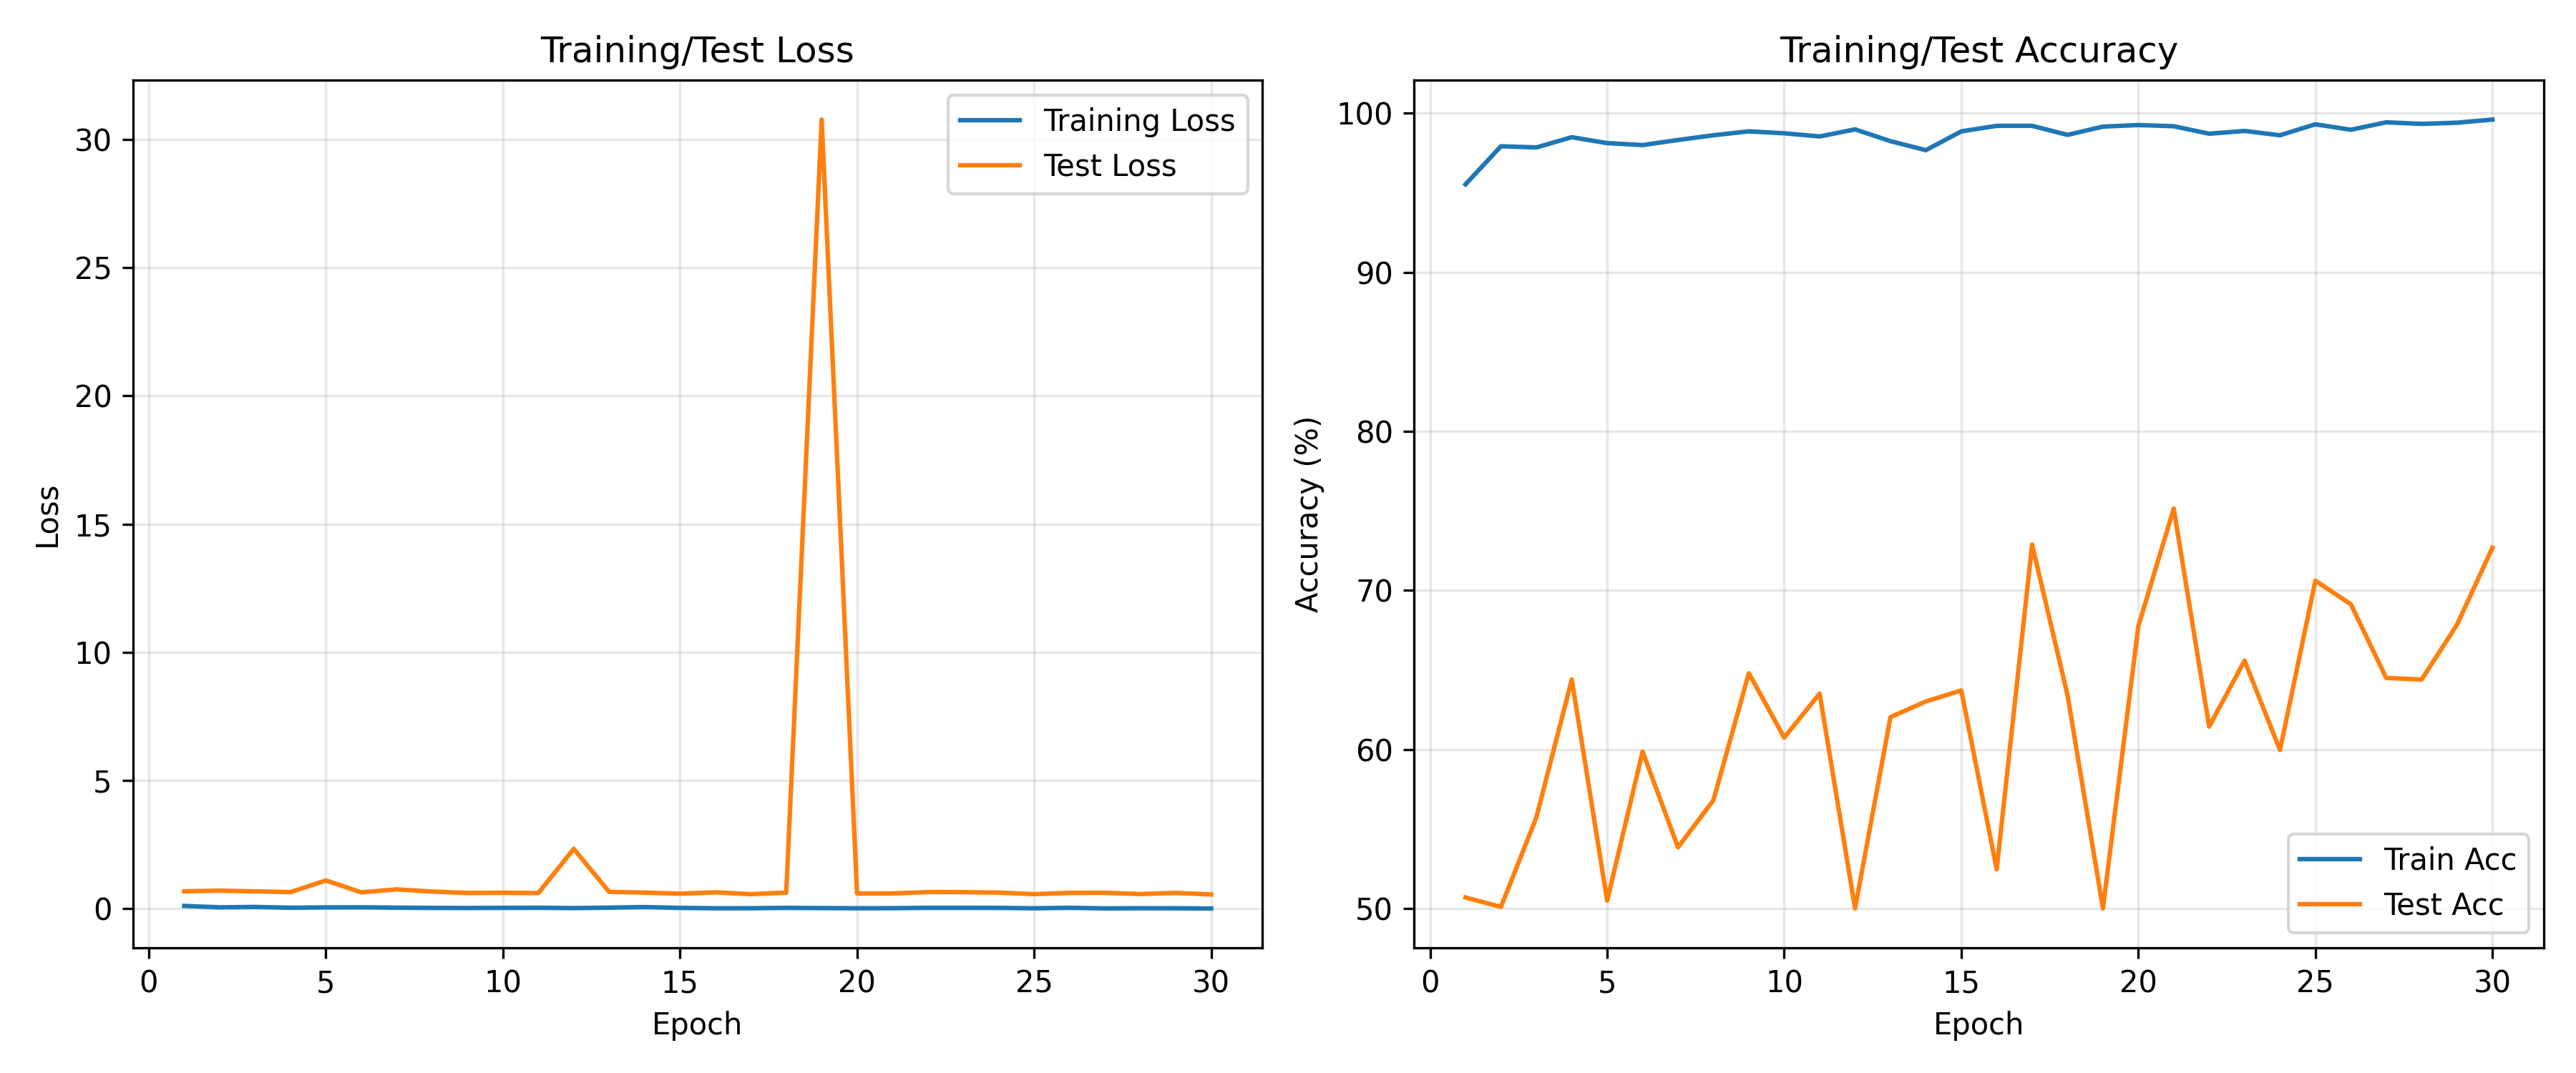 Training/Test Loss
Loss
30
25
20
15
10
5
0
0 5 10 15 20 25 30
Epoch
Training Loss
Test Loss
Training/Test Accuracy
Accuracy (%)
100
90
80
70
60
50
0 5 10 15 20 25 30
Epoch
Train Acc
Test Acc